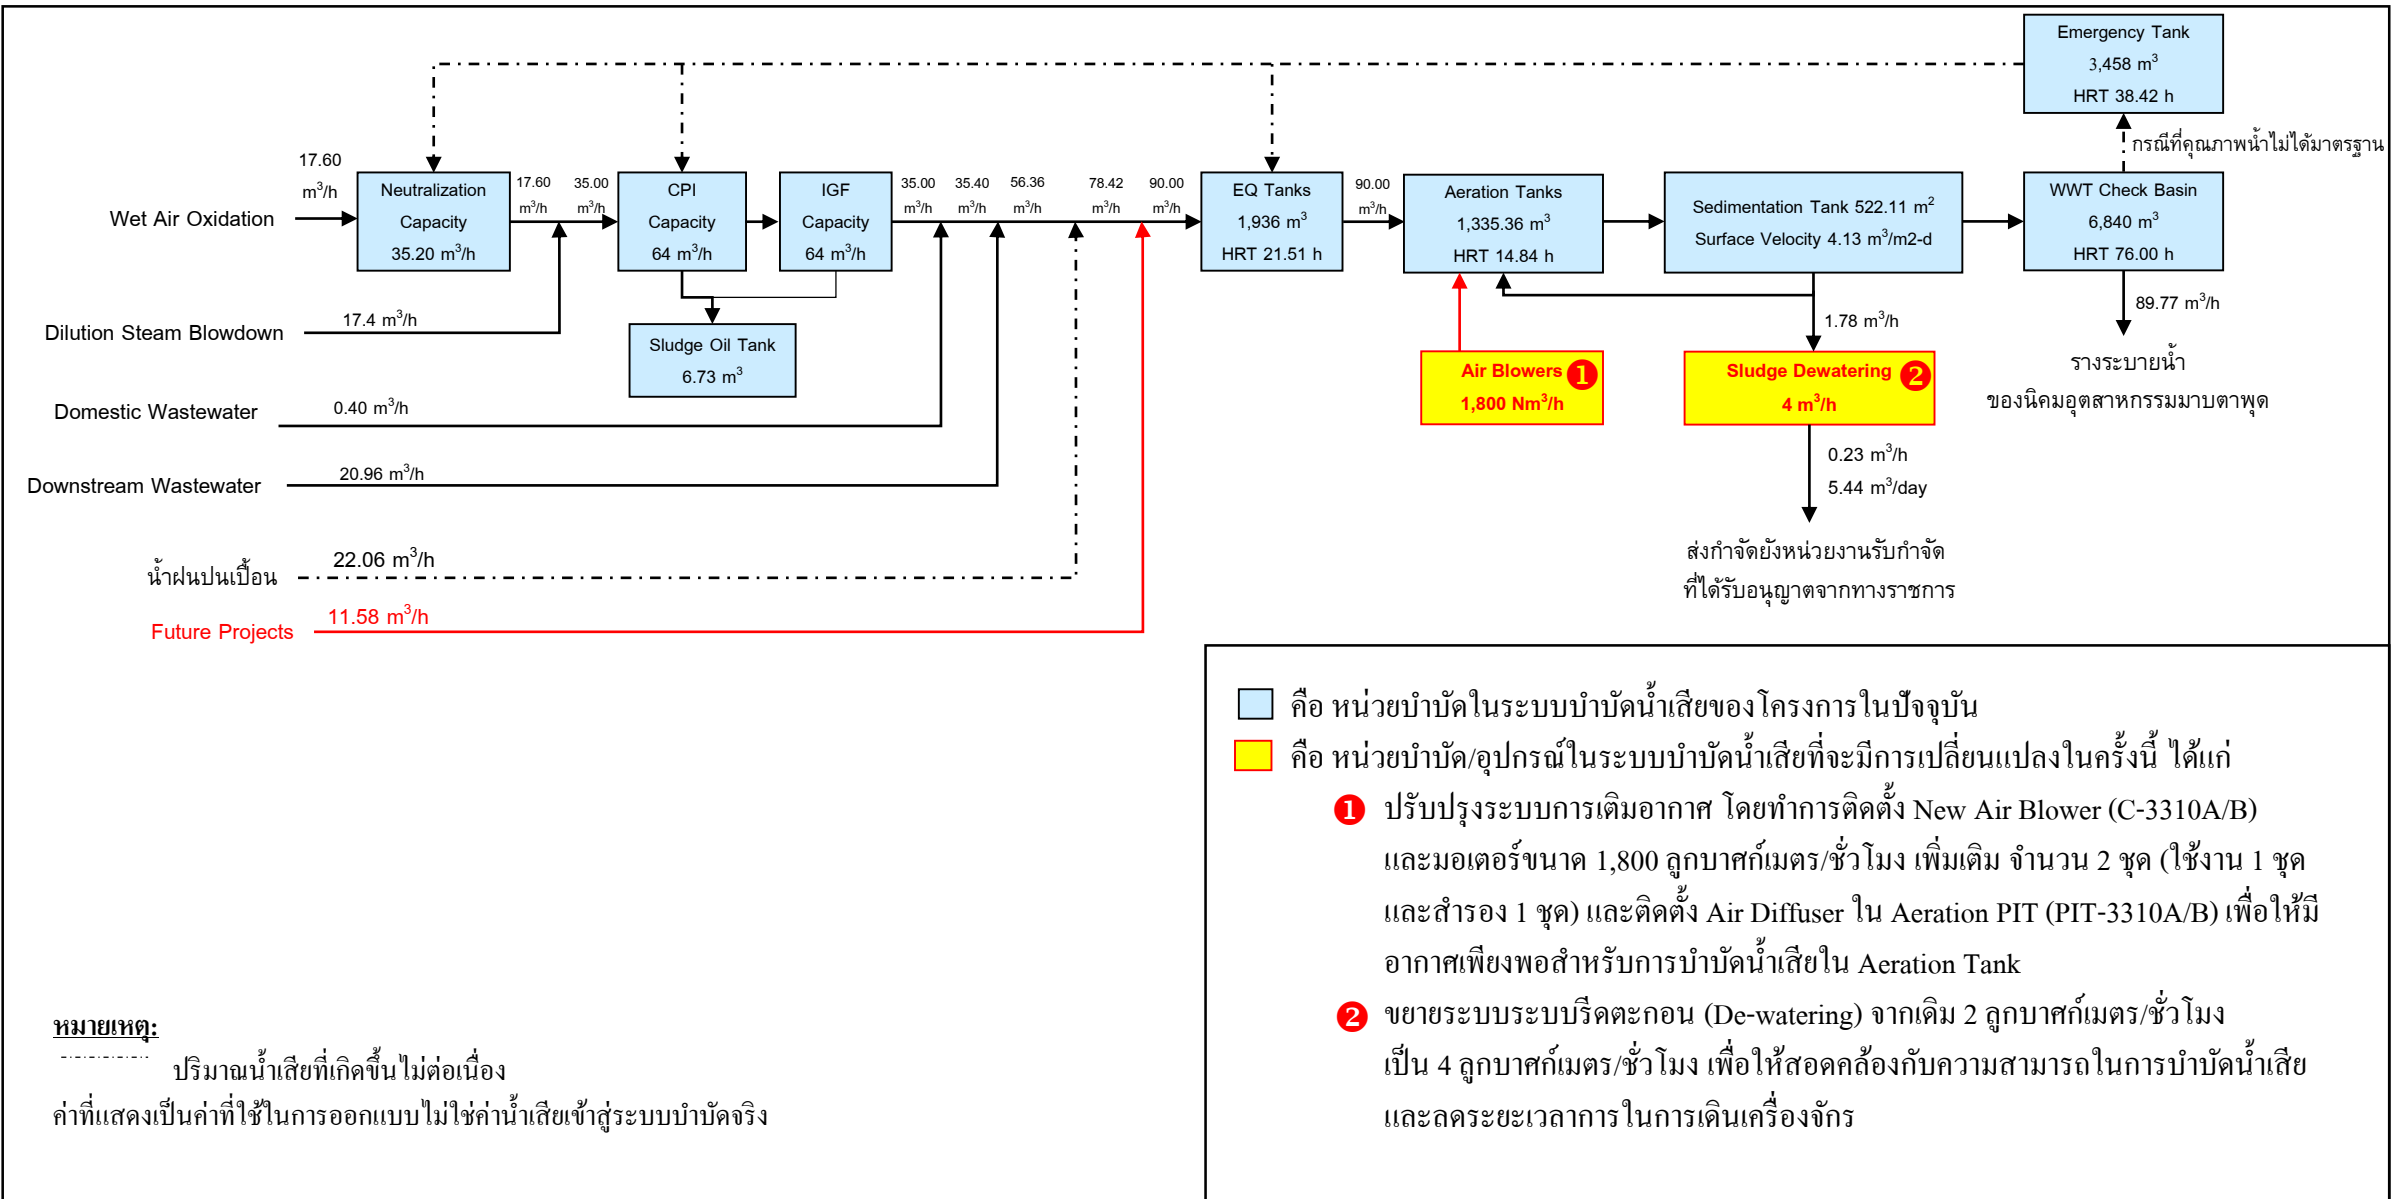 Emergency Tank
3,458 m³
HRT 38.42 h
กรณีที่คุณภาพน้ำไม่ได้มาตรฐาน
Wet Air Oxidation
17.60
m³/h
Neutralization
Capacity
35.20 m³/h
17.60
m³/h
35.00
m³/h
CPI
Capacity
64 m³/h
IGF
Capacity
64 m³/h
35.00
m³/h
35.40
m³/h
56.36
m³/h
78.42
m³/h
90.00
m³/h
EQ Tanks
1,936 m³
HRT 21.51 h
90.00
m³/h
Aeration Tanks
1,335.36 m³
HRT 14.84 h
Sedimentation Tank 522.11 m²
Surface Velocity 4.13 m³/m2-d
WWT Check Basin
6,840 m³
HRT 76.00 h
Dilution Steam Blowdown
17.4 m³/h
Sludge Oil Tank
6.73 m³
1.78 m³/h
89.77 m³/h
Air Blowers ❶
1,800 Nm³/h
Sludge Dewatering ❷
4 m³/h
รางระบายน้ำ
ของนิคมอุตสาหกรรมมาบตาพุด
Domestic Wastewater
0.40 m³/h
Downstream Wastewater
20.96 m³/h
0.23 m³/h
5.44 m³/day
ส่งกำจัดยังหน่วยงานรับกำจัด
ที่ได้รับอนุญาตจากทางราชการ
น้ำฝนปนเปื้อน
22.06 m³/h
Future Projects
11.58 m³/h
คือ หน่วยบำบัดในระบบบำบัดน้ำเสียของโครงการในปัจจุบัน
คือ หน่วยบำบัด/อุปกรณ์ในระบบบำบัดน้ำเสียที่จะมีการเปลี่ยนแปลงในครั้งนี้ ได้แก่
❶ ปรับปรุงระบบการเติมอากาศ โดยทำการติดตั้ง New Air Blower (C-3310A/B)
และมอเตอร์ขนาด 1,800 ลูกบาศก์เมตร/ชั่วโมง เพิ่มเติม จำนวน 2 ชุด (ใช้งาน 1 ชุด
และสำรอง 1 ชุด) และติดตั้ง Air Diffuser ใน Aeration PIT (PIT-3310A/B) เพื่อให้มี
อากาศเพียงพอสำหรับการบำบัดน้ำเสียใน Aeration Tank
❷ ขยายระบบระบบรีดตะกอน (De-watering) จากเดิม 2 ลูกบาศก์เมตร/ชั่วโมง
เป็น 4 ลูกบาศก์เมตร/ชั่วโมง เพื่อให้สอดคล้องกับความสามารถในการบำบัดน้ำเสีย
และลดระยะเวลาการในการเดินเครื่องจักร
หมายเหตุ:
ปริมาณน้ำเสียที่เกิดขึ้นไม่ต่อเนื่อง
ค่าที่แสดงเป็นค่าที่ใช้ในการออกแบบไม่ใช่ค่าน้ำเสียเข้าสู่ระบบบำบัดจริง